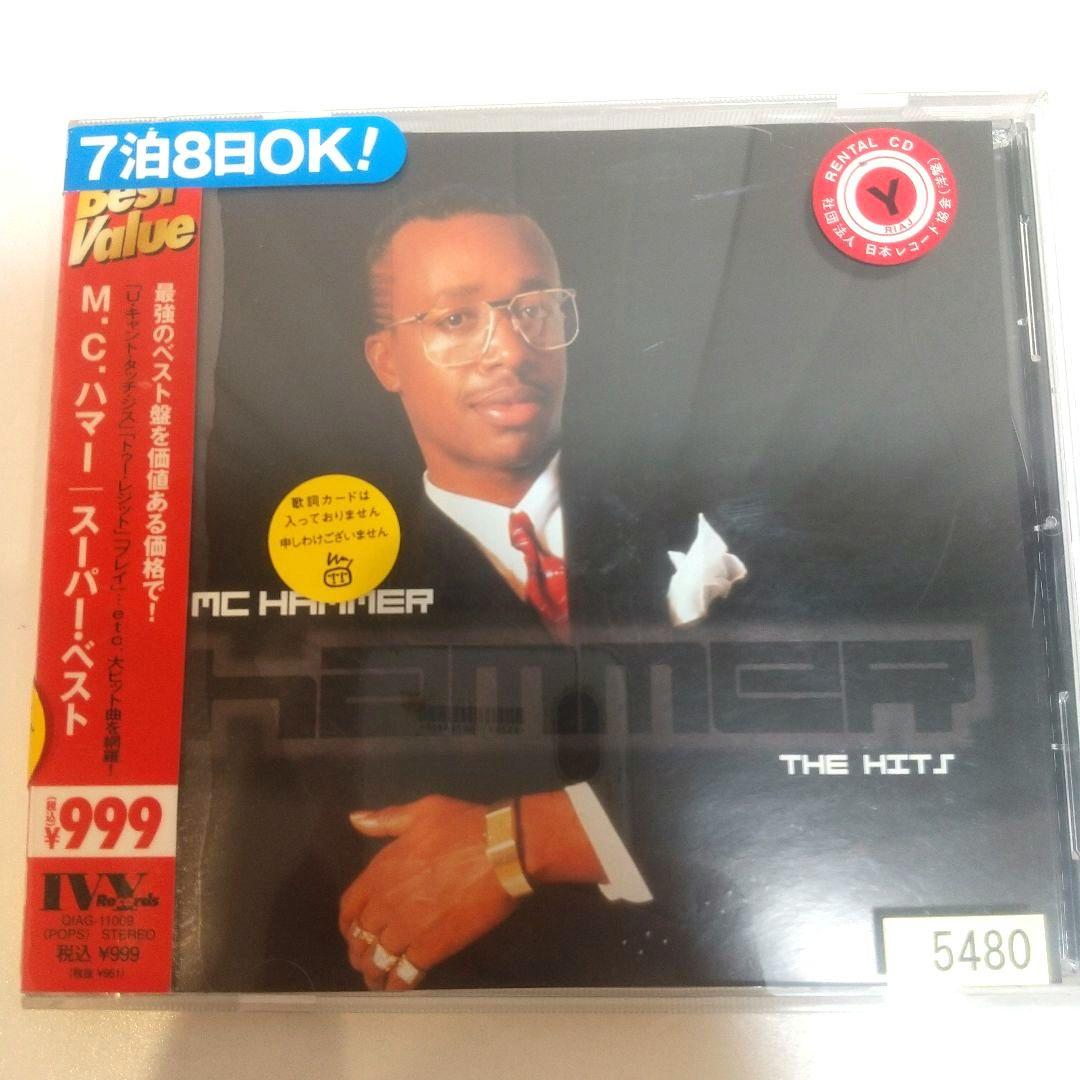 7泊8日OK!
Best
Value
最強のベスト盤を価値ある価格で!
「U・キャント・タッチ・ジス」「トゥー・レジット」「プレイ」…etc. 大ヒット曲を網羅!
M.C.ハマー|スーパー・ベスト
(税込)¥999
IVY
Records
QIAG-11009
(POPS) STEREO
税込 ¥999
(税抜 ¥951)
RENTAL CD
Y
RIAJ
社団法人 日本レコード協会(洋盤)
歌詞カードは
入っておりません
申しわけございません
MC HAMMER
HAMMER
THE HITS
5480